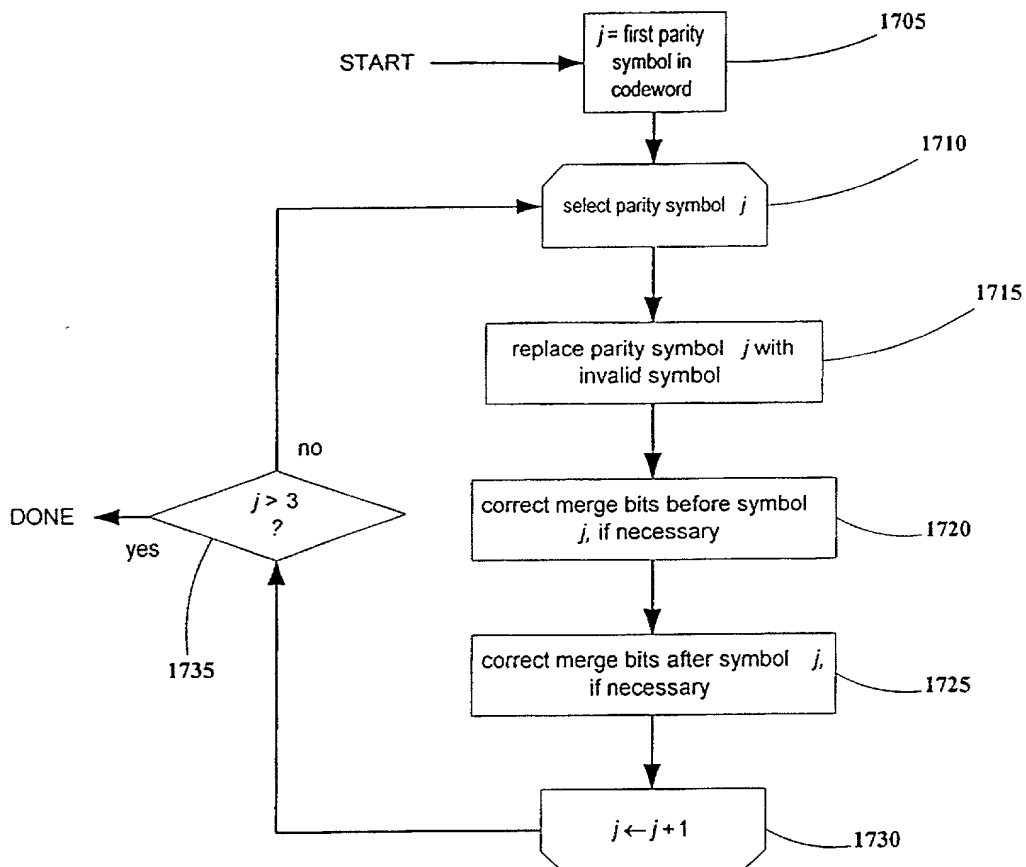 START
j = first parity
symbol in
codeword
1705
select parity symbol j
1710
replace parity symbol j with
invalid symbol
1715
correct merge bits before symbol
j, if necessary
1720
correct merge bits after symbol j,
if necessary
1725
j ← j + 1
1730
j > 3
?
1735
no
yes
DONE